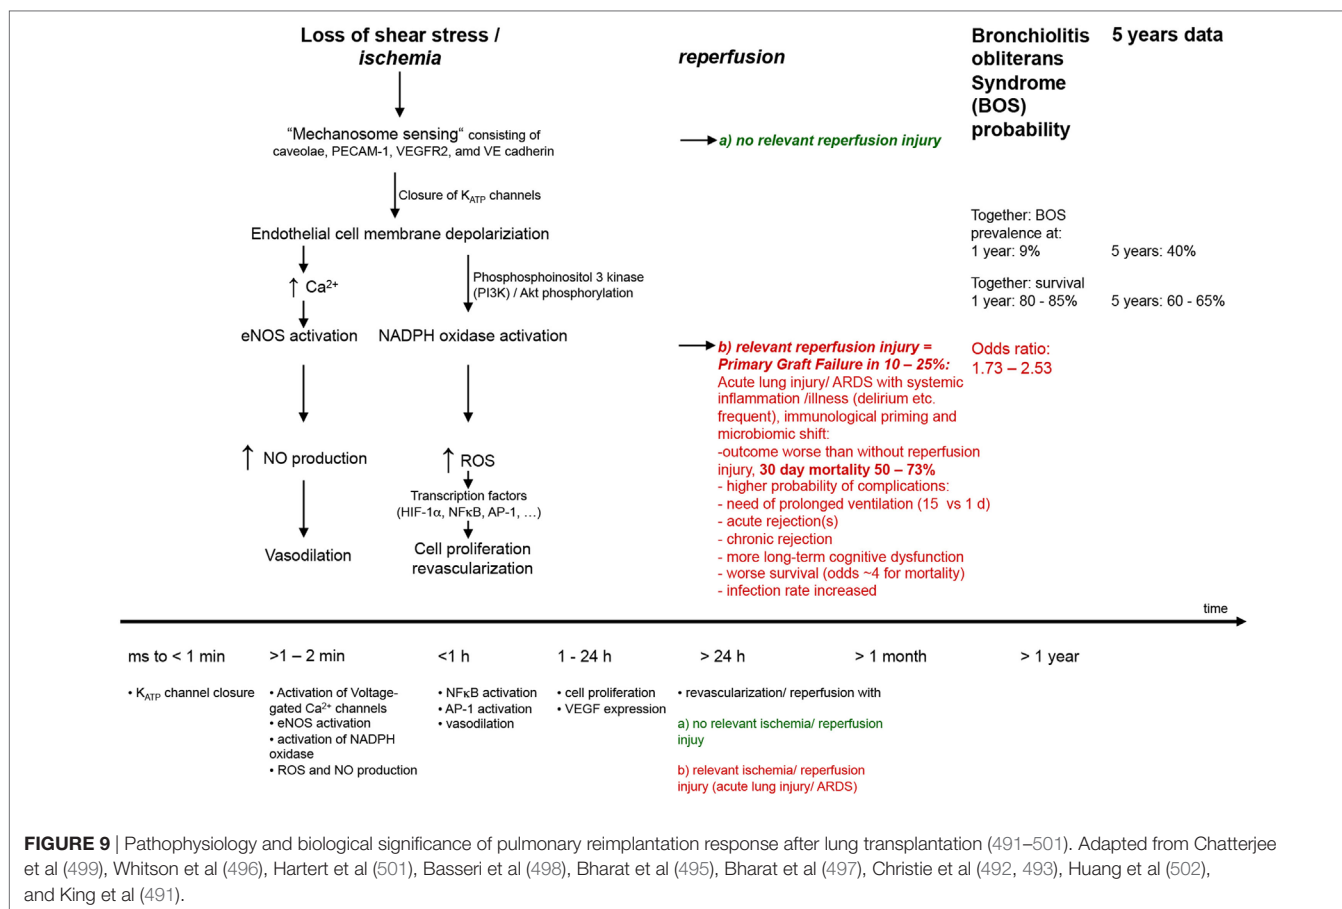 Loss of shear stress /
ischemia
reperfusion
Bronchiolitis
obliterans
Syndrome
(BOS)
probability
5 years data
“Mechanosome sensing“ consisting of
caveolae, PECAM-1, VEGFR2, amd VE cadherin
a) no relevant reperfusion injury
Closure of KATP channels
Endothelial cell membrane depolariziation
Together: BOS
prevalence at:
1 year: 9%
5 years: 40%
↑ Ca²⁺
Phosphosphoinositol 3 kinase
(PI3K) / Akt phosphorylation
Together: survival
1 year: 80 - 85%
5 years: 60 - 65%
eNOS activation
NADPH oxidase activation
b) relevant reperfusion injury =
Primary Graft Failure in 10 – 25%:
Acute lung injury/ ARDS with systemic
inflammation /illness (delirium etc.
frequent), immunological priming and
microbiomic shift:
-outcome worse than without reperfusion
injury, 30 day mortality 50 – 73%
- higher probability of complications:
- need of prolonged ventilation (15 vs 1 d)
- acute rejection(s)
- chronic rejection
- more long-term cognitive dysfunction
- worse survival (odds ~4 for mortality)
- infection rate increased
Odds ratio:
1.73 – 2.53
↑ NO production
↑ ROS
Transcription factors
(HIF-1α, NFκB, AP-1, …)
Vasodilation
Cell proliferation
revascularization
time
ms to < 1 min
>1 – 2 min
<1 h
1 - 24 h
> 24 h
> 1 month
> 1 year
• KATP channel closure
• Activation of Voltage-
gated Ca²⁺ channels
• eNOS activation
• activation of NADPH
oxidase
• ROS and NO production
• NFκB activation
• AP-1 activation
• vasodilation
• cell proliferation
• VEGF expression
• revascularization/ reperfusion with
a) no relevant ischemia/ reperfusion
injuy
b) relevant ischemia/ reperfusion
injury (acute lung injury/ ARDS)
FIGURE 9 | Pathophysiology and biological significance of pulmonary reimplantation response after lung transplantation (491–501). Adapted from Chatterjee
et al (499), Whitson et al (496), Hartert et al (501), Basseri et al (498), Bharat et al (495), Bharat et al (497), Christie et al (492, 493), Huang et al (502),
and King et al (491).